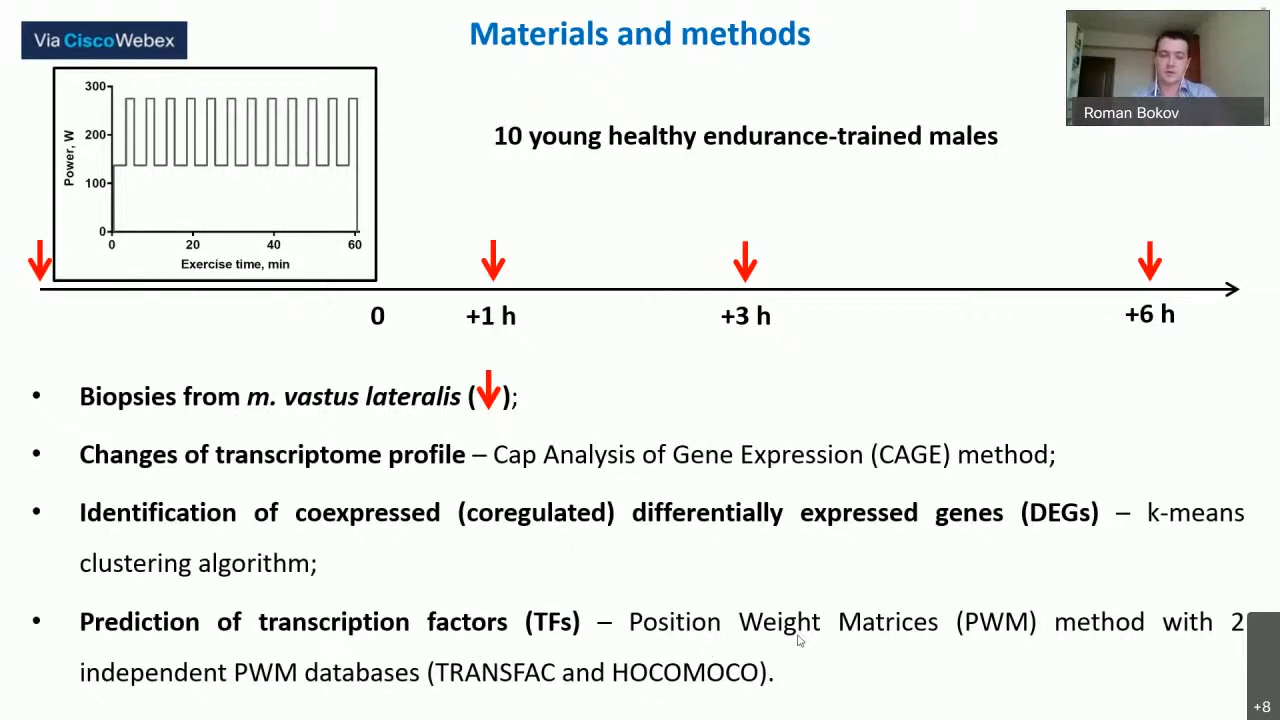 Via Cisco Webex
Materials and methods
Roman Bokov
300
200
100
0
Power, W
0 20 40 60
Exercise time, min
10 young healthy endurance-trained males
0 +1 h +3 h +6 h
• Biopsies from m. vastus lateralis ( );
• Changes of transcriptome profile – Cap Analysis of Gene Expression (CAGE) method;
• Identification of coexpressed (coregulated) differentially expressed genes (DEGs) – k-means
clustering algorithm;
• Prediction of transcription factors (TFs) – Position Weight Matrices (PWM) method with 2
independent PWM databases (TRANSFAC and HOCOMOCO).
+8